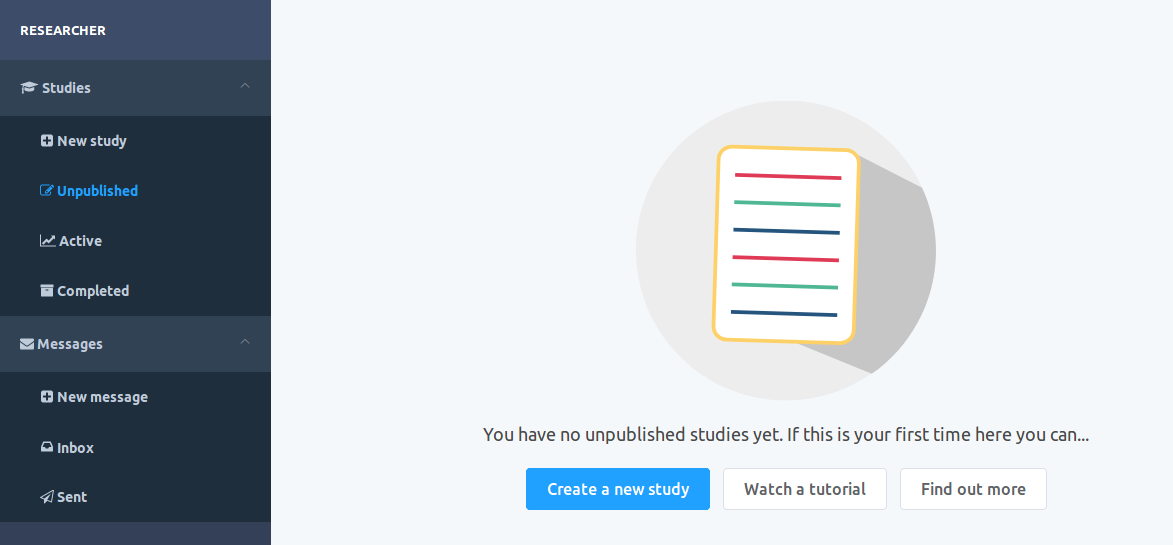 RESEARCHER
Studies
New study
Unpublished
Active
Completed
Messages
New message
Inbox
Sent
You have no unpublished studies yet. If this is your first time here you can...
Create a new study
Watch a tutorial
Find out more